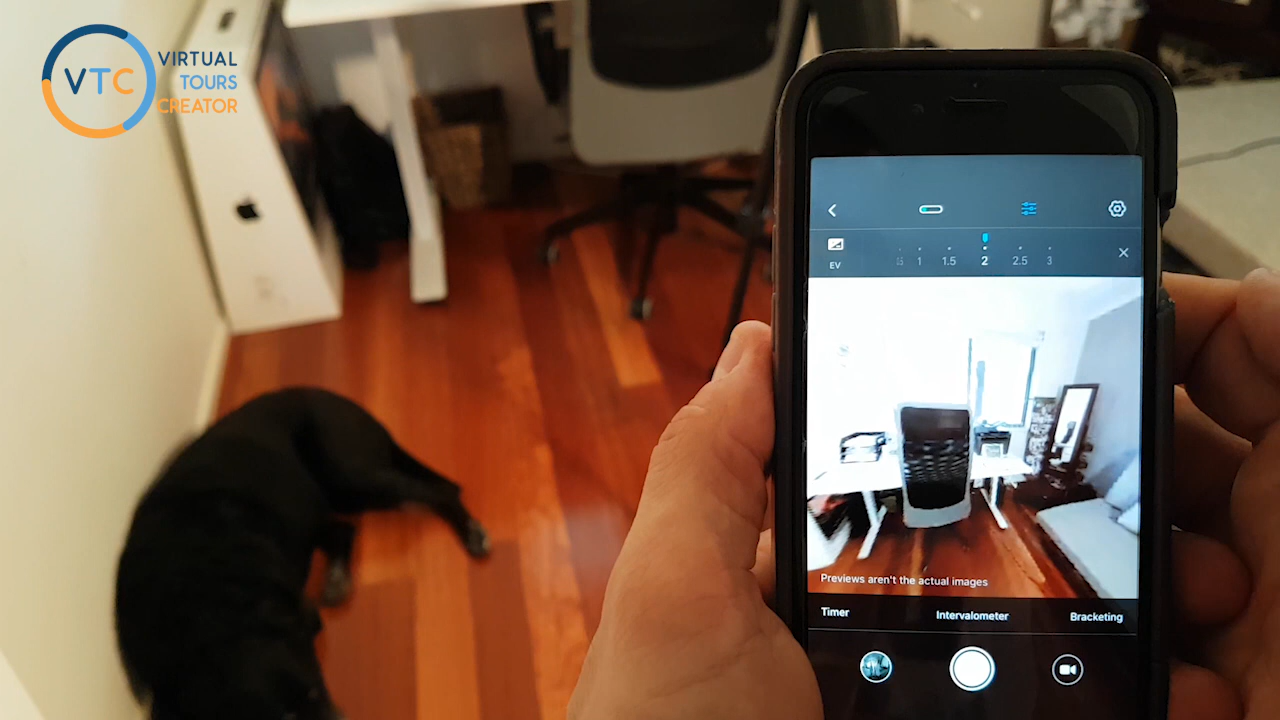 VTC
VIRTUAL
TOURS
CREATOR
EV
1
1.5
2
2.5
3
Previews aren't the actual images
Timer
Intervalometer
Bracketing